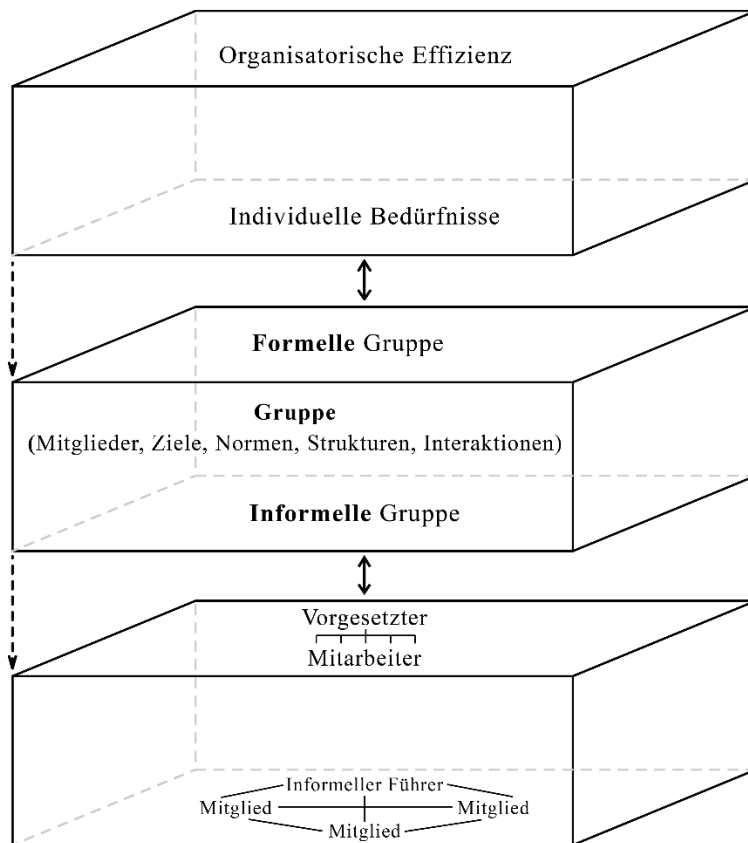 Organisatorische Effizienz
Individuelle Bedürfnisse
Formelle Gruppe
Gruppe
(Mitglieder, Ziele, Normen, Strukturen, Interaktionen)
Informelle Gruppe
Vorgesetzter
Mitarbeiter
Informeller Führer
Mitglied Mitglied
Mitglied